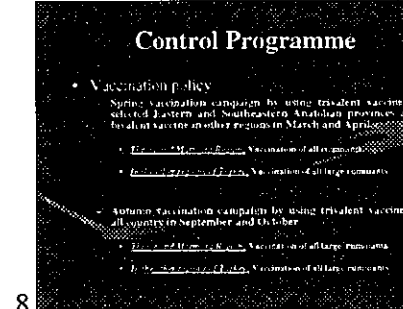 Control Programme
• Vaccination policy
Spring vaccination campaign by using trivalent vaccine
selected Eastern and Southeastern Anatolian provinces
bivalent vaccine in other regions in March and April
Vaccination of all ruminants
Vaccination of all large ruminants
- Autumn vaccination campaign by using trivalent vaccine
all country in September and October
• Vaccination of all large ruminants
• Vaccination of all large ruminants
8